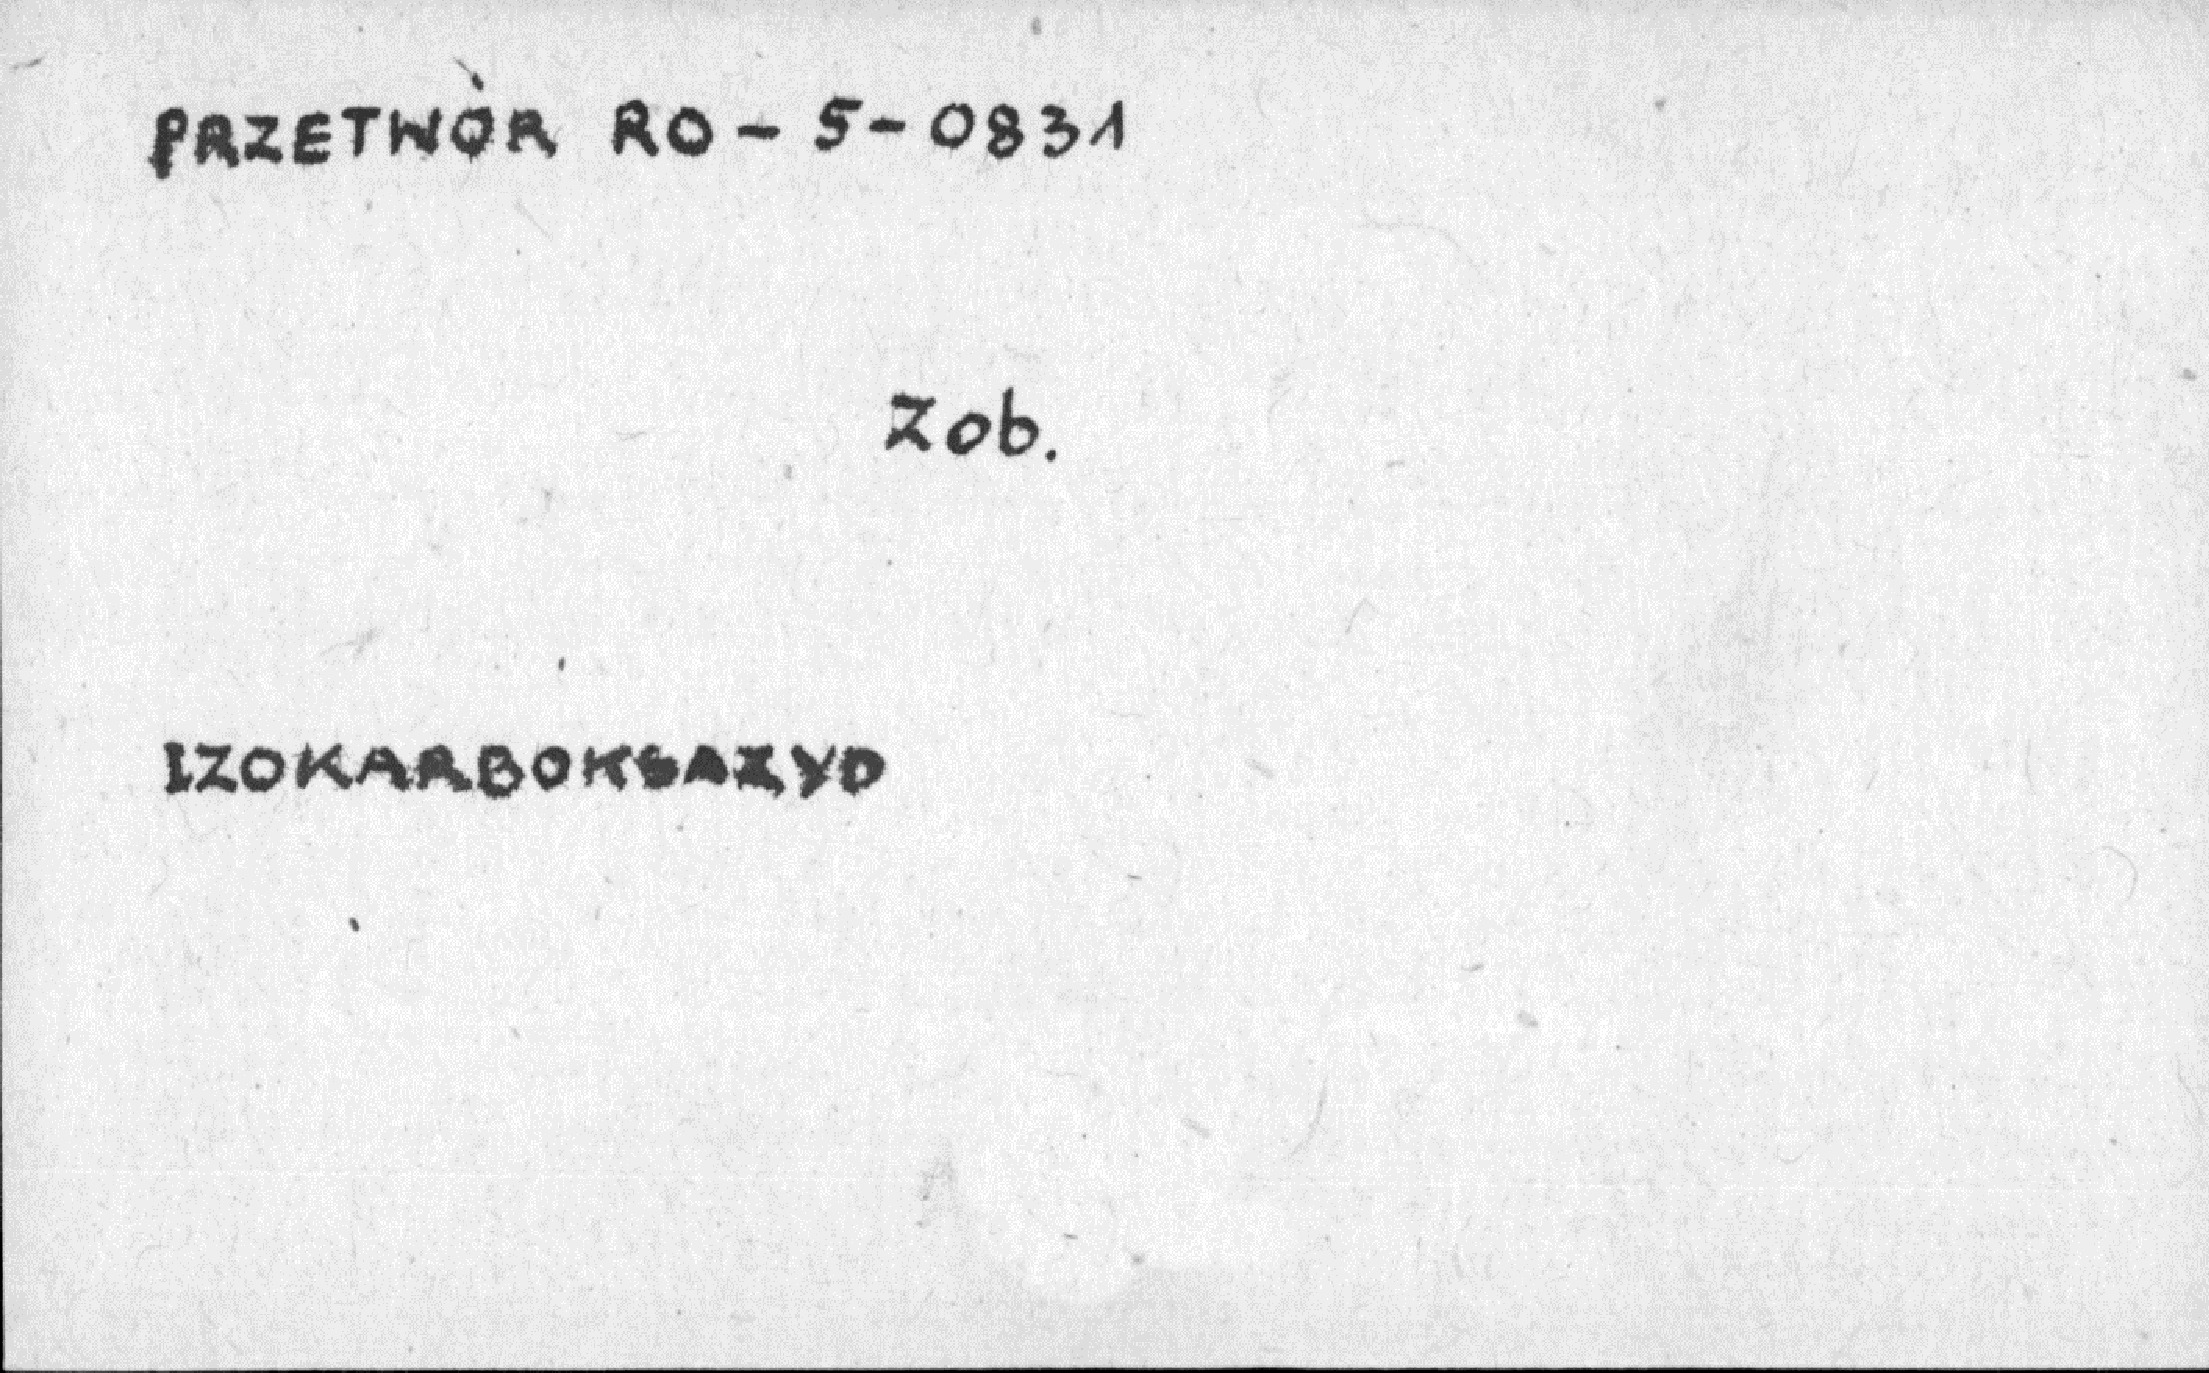 PRZETWÓR RO - 5 - 0831
Zob.
IZOKARBOKSAZYD